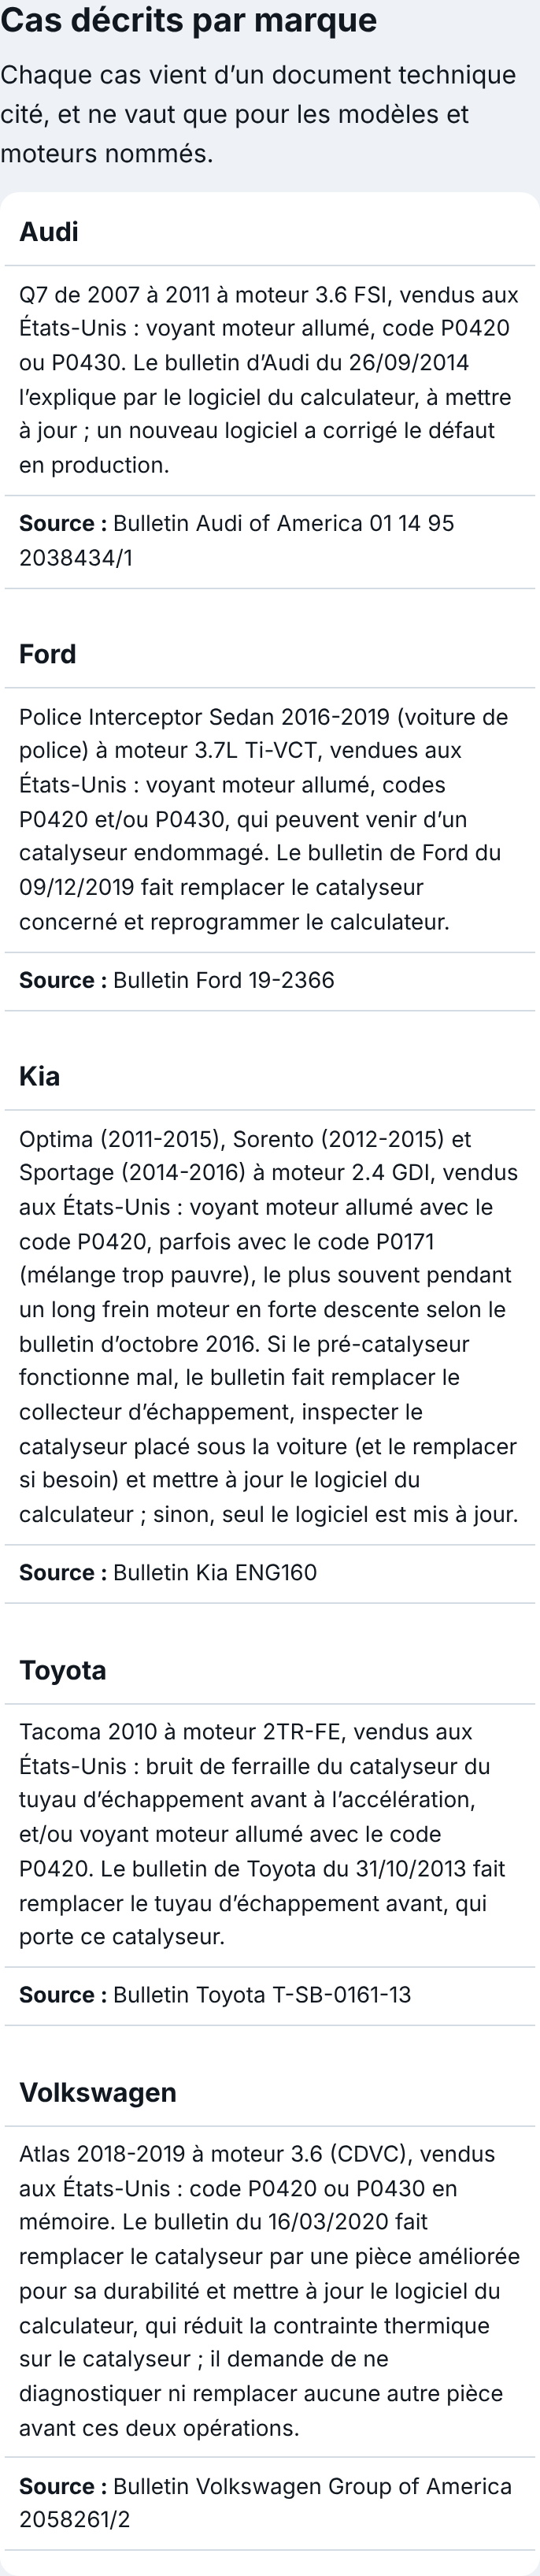 Cas décrits par marque
Chaque cas vient d’un document technique
cité, et ne vaut que pour les modèles et
moteurs nommés.
Audi
Q7 de 2007 à 2011 à moteur 3.6 FSI, vendus aux
États-Unis : voyant moteur allumé, code P0420
ou P0430. Le bulletin d’Audi du 26/09/2014
l’explique par le logiciel du calculateur, à mettre
à jour ; un nouveau logiciel a corrigé le défaut
en production.
Source : Bulletin Audi of America 01 14 95
2038434/1
Ford
Police Interceptor Sedan 2016-2019 (voiture de
police) à moteur 3.7L Ti-VCT, vendues aux
États-Unis : voyant moteur allumé, codes
P0420 et/ou P0430, qui peuvent venir d’un
catalyseur endommagé. Le bulletin de Ford du
09/12/2019 fait remplacer le catalyseur
concerné et reprogrammer le calculateur.
Source : Bulletin Ford 19-2366
Kia
Optima (2011-2015), Sorento (2012-2015) et
Sportage (2014-2016) à moteur 2.4 GDI, vendus
aux États-Unis : voyant moteur allumé avec le
code P0420, parfois avec le code P0171
(mélange trop pauvre), le plus souvent pendant
un long frein moteur en forte descente selon le
bulletin d’octobre 2016. Si le pré-catalyseur
fonctionne mal, le bulletin fait remplacer le
collecteur d’échappement, inspecter le
catalyseur placé sous la voiture (et le remplacer
si besoin) et mettre à jour le logiciel du
calculateur ; sinon, seul le logiciel est mis à jour.
Source : Bulletin Kia ENG160
Toyota
Tacoma 2010 à moteur 2TR-FE, vendus aux
États-Unis : bruit de ferraille du catalyseur du
tuyau d’échappement avant à l’accélération,
et/ou voyant moteur allumé avec le code
P0420. Le bulletin de Toyota du 31/10/2013 fait
remplacer le tuyau d’échappement avant, qui
porte ce catalyseur.
Source : Bulletin Toyota T-SB-0161-13
Volkswagen
Atlas 2018-2019 à moteur 3.6 (CDVC), vendus
aux États-Unis : code P0420 ou P0430 en
mémoire. Le bulletin du 16/03/2020 fait
remplacer le catalyseur par une pièce améliorée
pour sa durabilité et mettre à jour le logiciel du
calculateur, qui réduit la contrainte thermique
sur le catalyseur ; il demande de ne
diagnostiquer ni remplacer aucune autre pièce
avant ces deux opérations.
Source : Bulletin Volkswagen Group of America
2058261/2